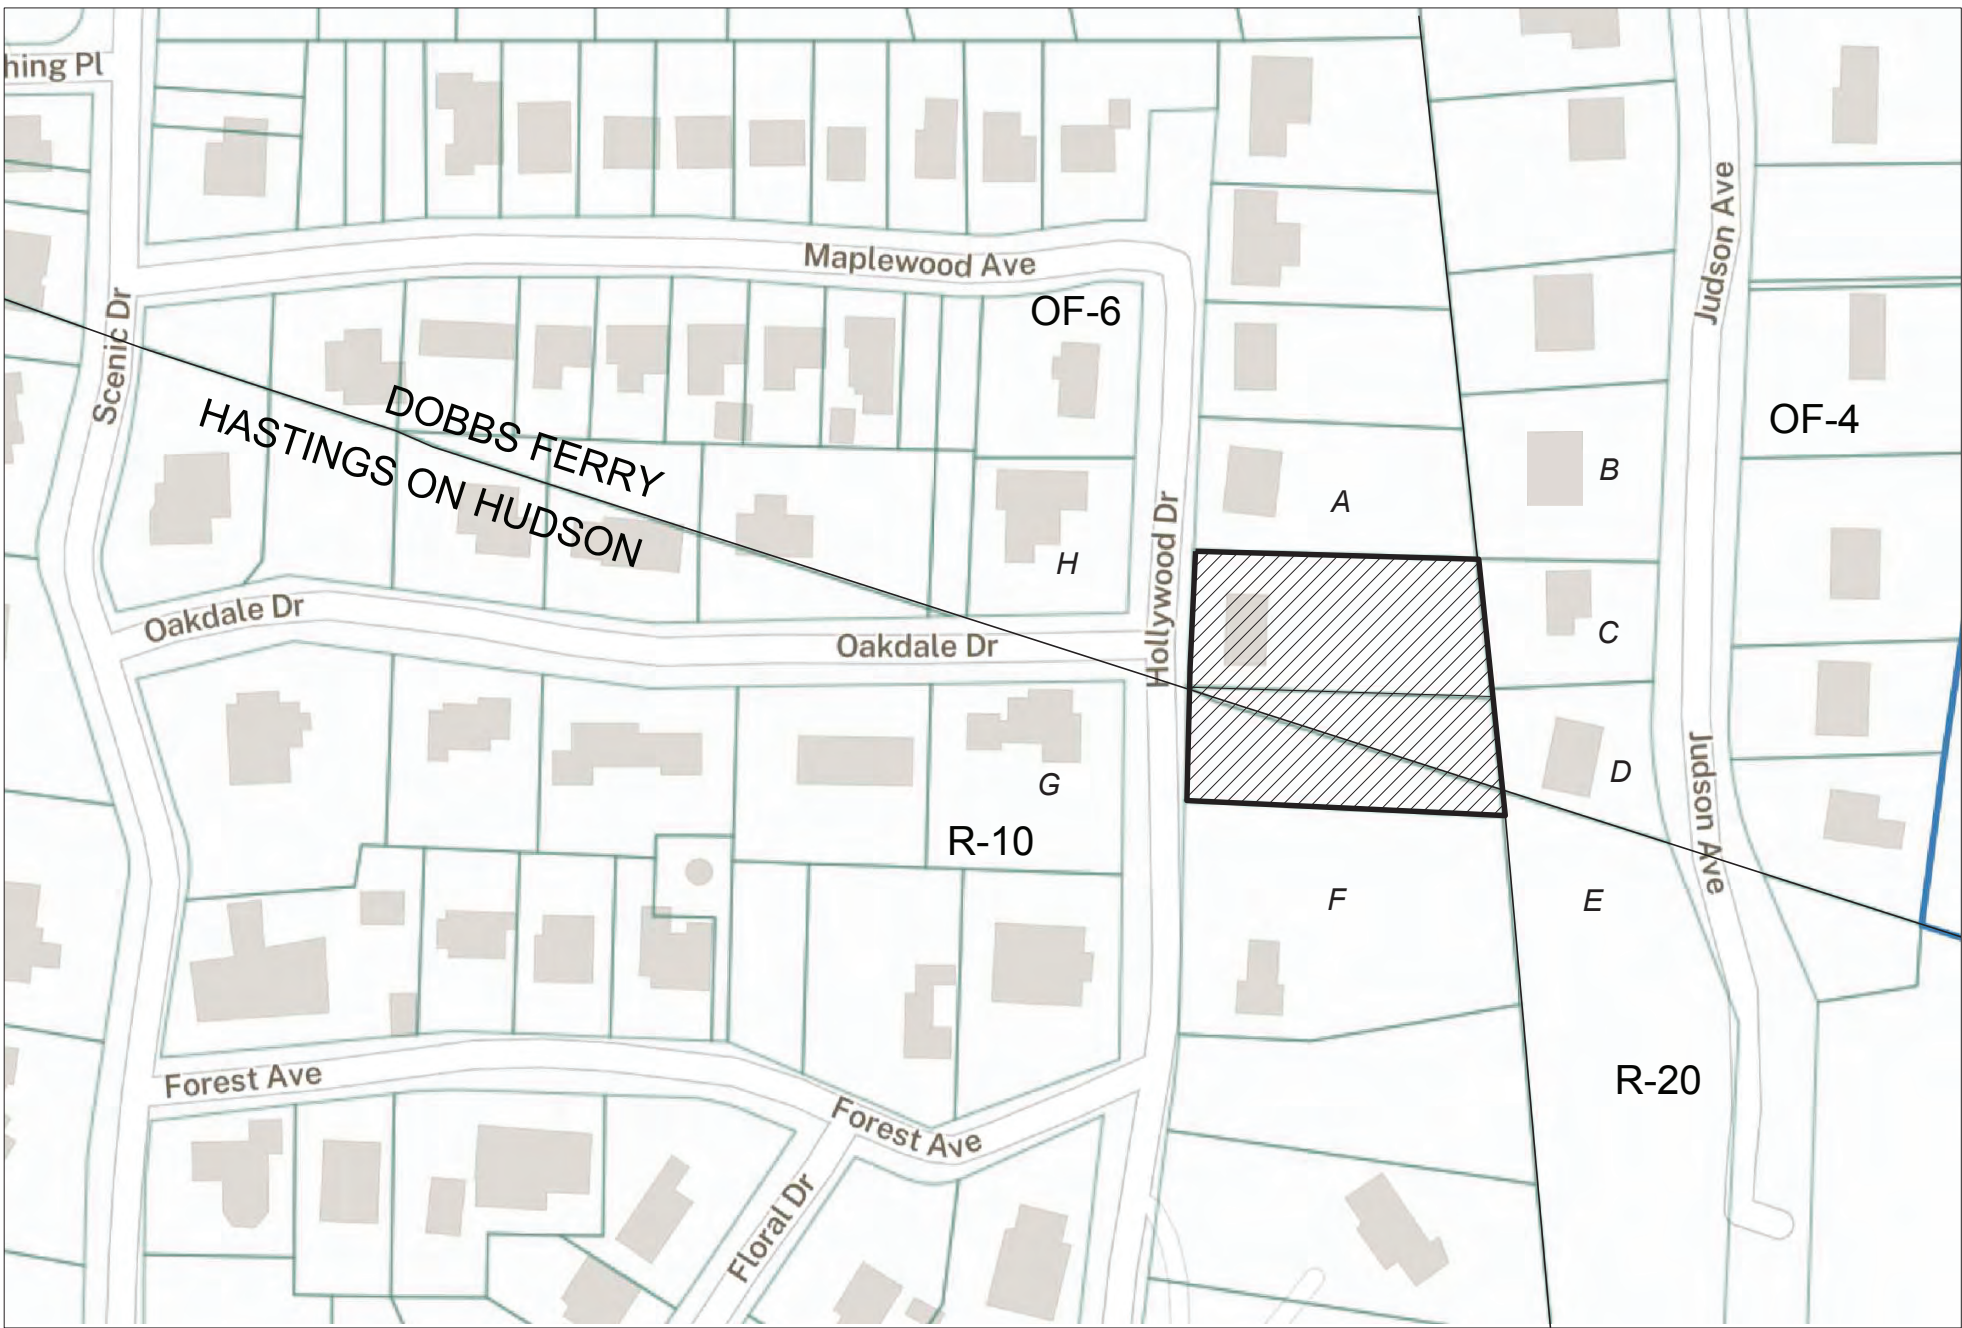 hing Pl
Maplewood Ave
Judson Ave
OF-6
Scenic Dr
DOBBS FERRY
HASTINGS ON HUDSON
OF-4
A
B
Hollywood Dr
H
Oakdale Dr
Oakdale Dr
C
D
G
R-10
Judson Ave
F
E
Forest Ave
R-20
Forest Ave
Floral Dr